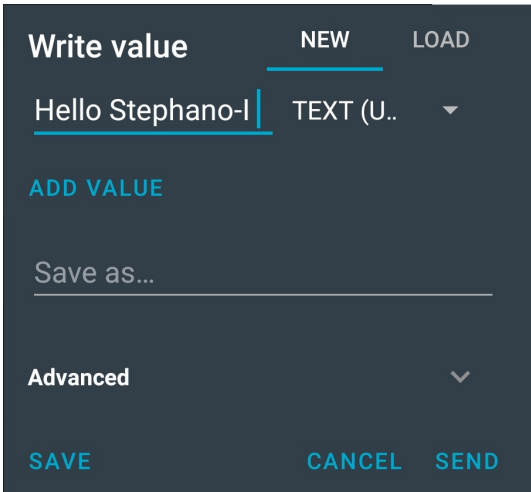 Write value NEW LOAD
Hello Stephano-I TEXT (U..
ADD VALUE
Save as...
Advanced
SAVE CANCEL SEND